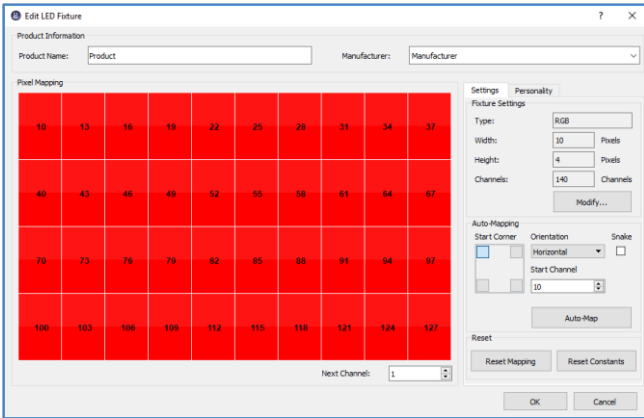 Edit LED Fixture
Product Information
Product Name: Product Manufacturer: Manufacturer
Pixel Mapping
10 13 16 19 22 25 28 31 34 37
40 43 46 49 52 55 58 61 64 67
70 73 76 79 82 85 88 91 94 97
100 103 106 109 112 115 118 121 124 127
Next Channel: 1
Settings Personality
Fixture Settings
Type: RGB
Width: 10 Pixels
Height: 4 Pixels
Channels: 140 Channels
Modify...
Auto-Mapping
Start Corner Orientation Snake
Horizontal
Start Channel
10
Auto-Map
Reset
Reset Mapping Reset Constants
OK Cancel